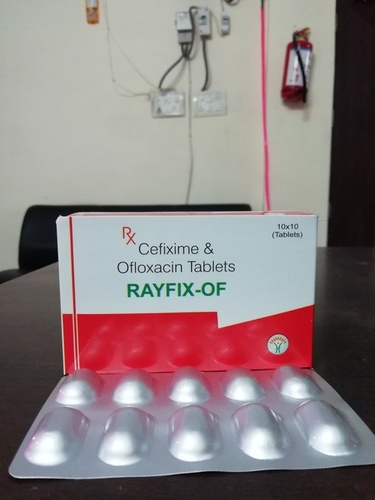 Rx
10x10
(Tablets)
Cefixime &
Ofloxacin Tablets
RAYFIX-OF